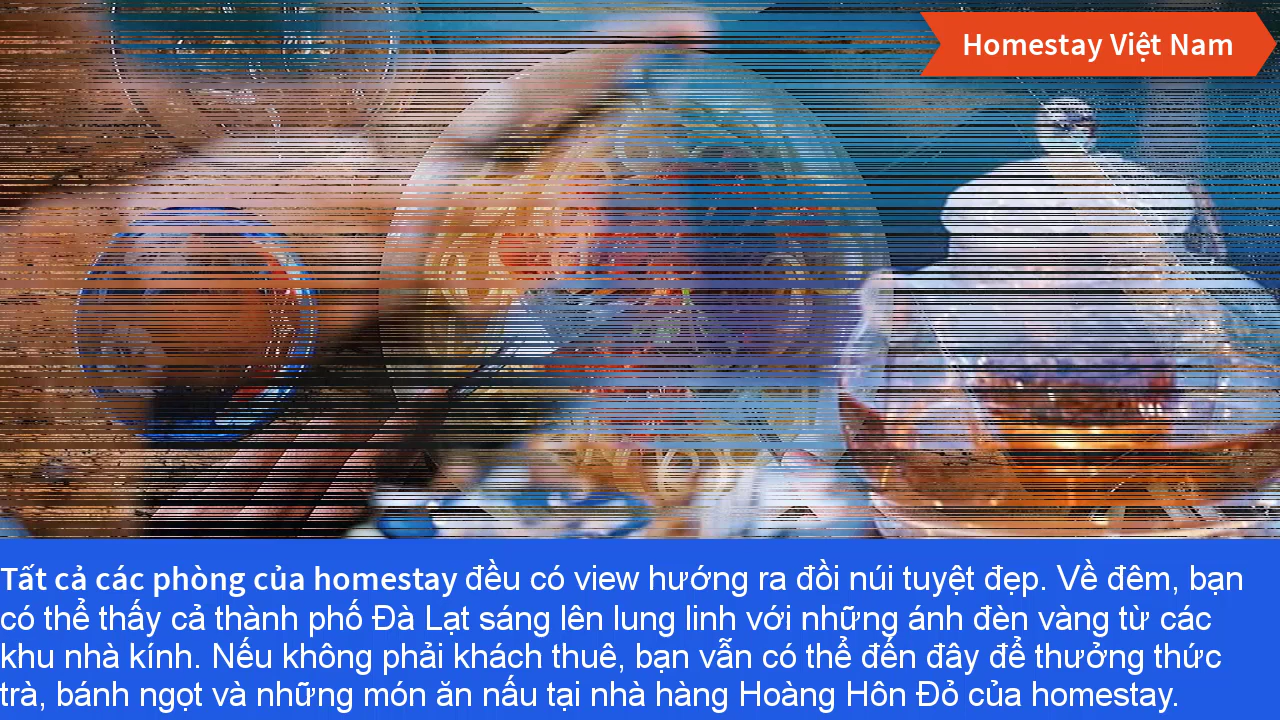 Homestay Việt Nam
Tất cả các phòng của homestay đều có view hướng ra đồi núi tuyệt đẹp. Về đêm, bạn
có thể thấy cả thành phố Đà Lạt sáng lên lung linh với những ánh đèn vàng từ các
khu nhà kính. Nếu không phải khách thuê, bạn vẫn có thể đến đây để thưởng thức
trà, bánh ngọt và những món ăn nấu tại nhà hàng Hoàng Hôn Đỏ của homestay.